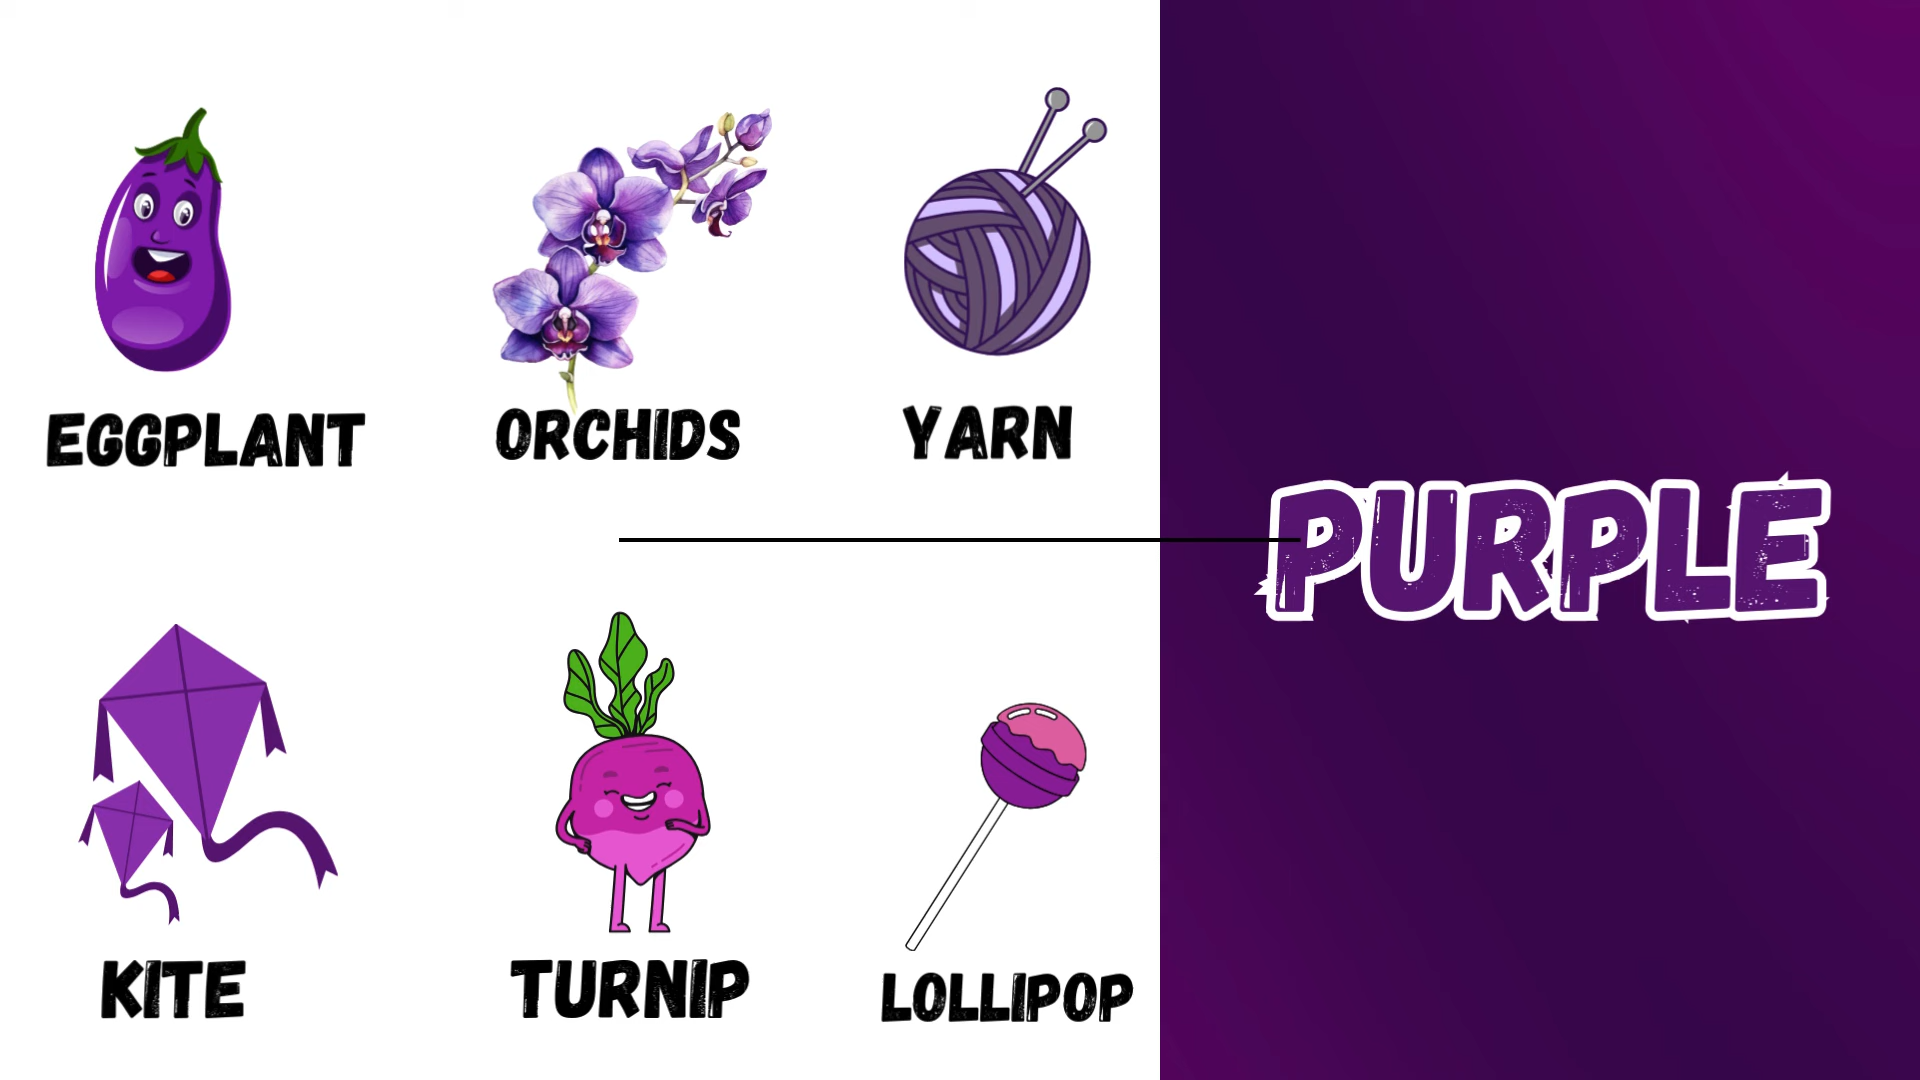 EGGPLANT
ORCHIDS
YARN
PURPLE
KITE
TURNIP
LOLLIPOP